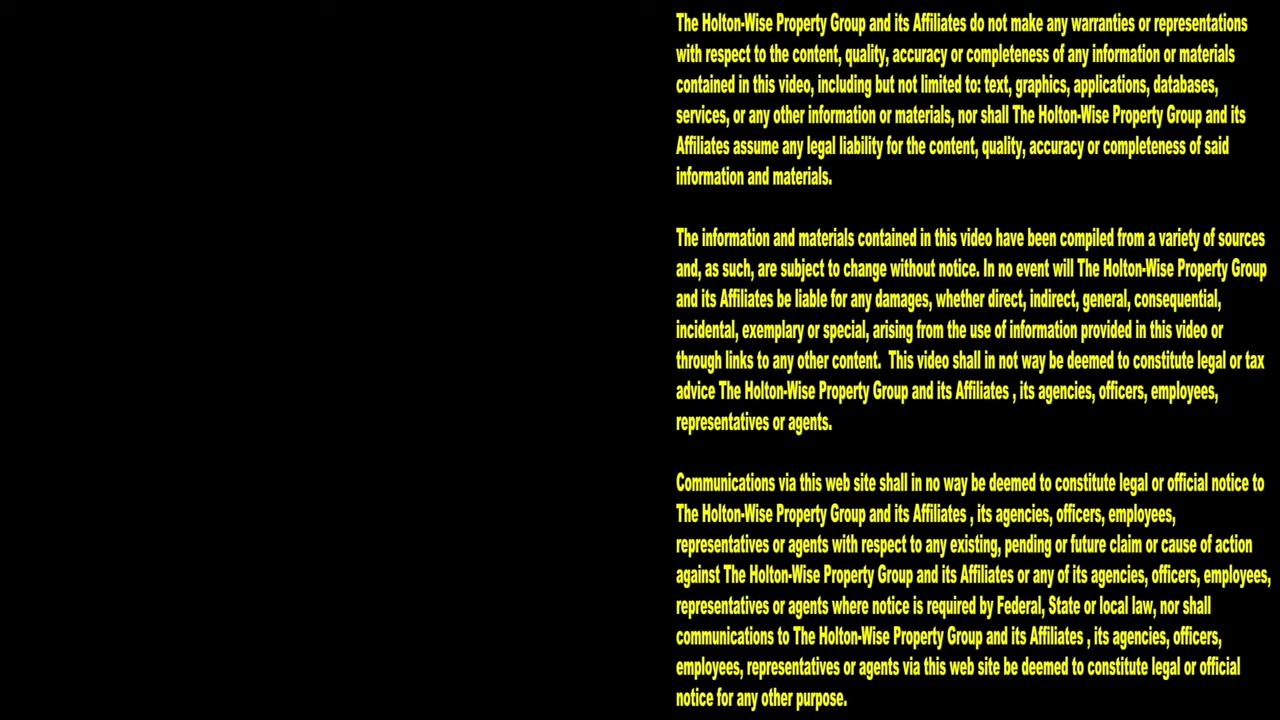 The Holton-Wise Property Group and its Affiliates do not make any warranties or representations
with respect to the content, quality, accuracy or completeness of any information or materials
contained in this video, including but not limited to: text, graphics, applications, databases,
services, or any other information or materials, nor shall The Holton-Wise Property Group and its
Affiliates assume any legal liability for the content, quality, accuracy or completeness of said
information and materials.

The information and materials contained in this video have been compiled from a variety of sources
and, as such, are subject to change without notice. In no event will The Holton-Wise Property Group
and its Affiliates be liable for any damages, whether direct, indirect, general, consequential,
incidental, exemplary or special, arising from the use of information provided in this video or
through links to any other content.  This video shall in not way be deemed to constitute legal or tax
advice The Holton-Wise Property Group and its Affiliates , its agencies, officers, employees,
representatives or agents.

Communications via this web site shall in no way be deemed to constitute legal or official notice to
The Holton-Wise Property Group and its Affiliates , its agencies, officers, employees,
representatives or agents with respect to any existing, pending or future claim or cause of action
against The Holton-Wise Property Group and its Affiliates or any of its agencies, officers, employees,
representatives or agents where notice is required by Federal, State or local law, nor shall
communications to The Holton-Wise Property Group and its Affiliates , its agencies, officers,
employees, representatives or agents via this web site be deemed to constitute legal or official
notice for any other purpose.